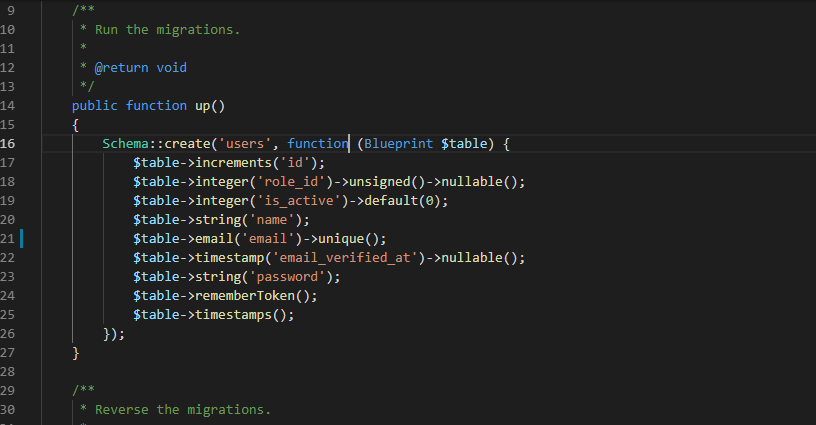 9 /**
10 * Run the migrations.
11 *
12 * @return void
13 */
14 public function up()
15 {
16 Schema::create('users', function (Blueprint $table) {
17 $table->increments('id');
18 $table->integer('role_id')->unsigned()->nullable();
19 $table->integer('is_active')->default(0);
20 $table->string('name');
21 $table->email('email')->unique();
22 $table->timestamp('email_verified_at')->nullable();
23 $table->string('password');
24 $table->rememberToken();
25 $table->timestamps();
26 });
27 }
28
29 /**
30 * Reverse the migrations.